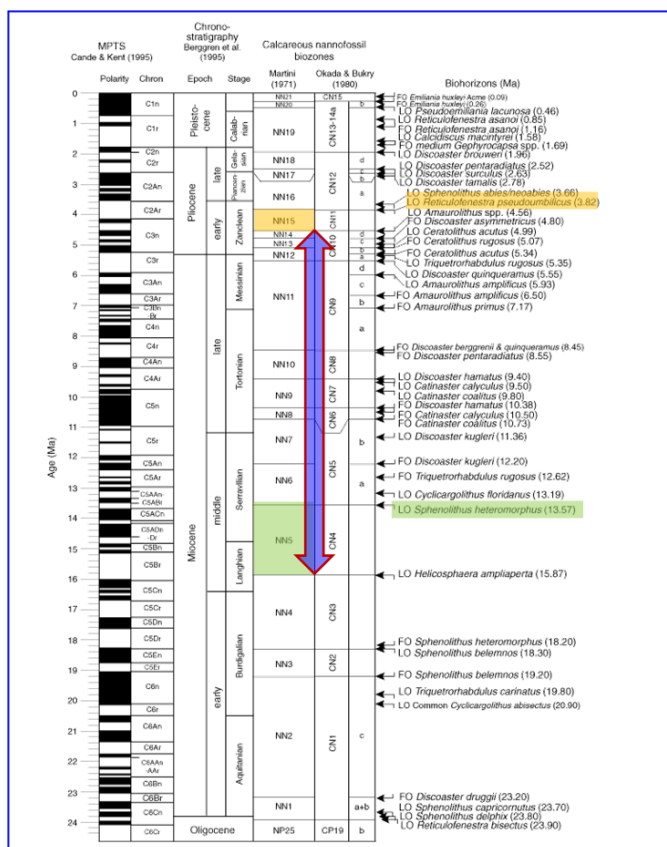 MPTS
Cande & Kent (1995)
Chrono-
stratigraphy
Berggren et al.
(1995)
Calcareous nannofossil
biozones
Martini
(1971)
Okada & Bukry
(1980)
Biohorizons (Ma)
Polarity
Chron
Epoch
Stage
Age (Ma)
0
1
2
3
4
5
6
7
8
9
10
11
12
13
14
15
16
17
18
19
20
21
22
23
24
C1n
C1r
C2n
C2r
C2An
C2Ar
C3n
C3r
C3An
C3Ar
C3Bn
-Br
C4n
C4r
C4An
C4Ar
C5n
C5r
C5An
C5Ar
C5AAn-
C5ABr
C5ACn
C5ADn
-Dr
C5Bn
C5Br
C5Cn
C5Cr
C5Dn
C5Dr
C5En
C5Er
C6n
C6r
C6An
C6Ar
C6AAn
-AAr
C6Bn
C6Br
C6Cn
C6Cr
Pleisto-
cene
Pliocene
late
early
Miocene
late
middle
early
Oligocene
Calab-
rian
Gela-
sian
Piacen-
zian
Zanclean
Messinian
Tortonian
Serravllian
Langhian
Burdigalian
Aquitanian
NN21
NN20
NN19
NN18
NN17
NN16
NN15
NN14
NN13
NN12
NN11
NN10
NN9
NN8
NN7
NN6
NN5
NN4
NN3
NN2
NN1
NP25
CN15
CN13-14a
CN12
CN11
CN10
CN9
CN8
CN7
CN6
CN5
CN4
CN3
CN2
CN1
CP19
b
d
c
b
a
c
b
a
d
c
b
a
b
a
c
a+b
b
FO Emiliania huxleyi Acme (0.09)
FO Emiliania huxleyi (0.26)
LO Pseudoemiliania lacunosa (0.46)
LO Reticulofenestra asanoi (0.85)
FO Reticulofenestra asanoi (1.16)
LO Calcidiscus macintyrei (1.58)
FO medium Gephyrocapsa spp. (1.69)
LO Discoaster brouweri (1.96)
LO Discoaster pentaradiatus (2.52)
LO Discoaster surculus (2.63)
LO Discoaster tamalis (2.78)
LO Sphenolithus abies/neoabies (3.66)
LO Reticulofenestra pseudoumbilicus (3.82)
LO Amaurolithus spp. (4.56)
FO Discoaster asymmetricus (4.80)
LO Ceratolithus acutus (4.99)
FO Ceratolithus rugosus (5.07)
FO Ceratolithus acutus (5.34)
LO Triquetrorhabdulus rugosus (5.35)
LO Discoaster quinqueramus (5.55)
LO Amaurolithus amplificus (5.93)
FO Amaurolithus amplificus (6.50)
FO Amaurolithus primus (7.17)
FO Discoaster berggrenii & quinqueramus (8.45)
FO Discoaster pentaradiatus (8.55)
LO Discoaster hamatus (9.40)
LO Catinaster calyculus (9.50)
LO Catinaster coalitus (9.80)
FO Discoaster hamatus (10.38)
FO Catinaster calyculus (10.50)
FO Catinaster coalitus (10.73)
LO Discoaster kugleri (11.36)
FO Discoaster kugleri (12.20)
FO Triquetrorhabdulus rugosus (12.62)
LO Cyclicargolithus floridanus (13.19)
LO Sphenolithus heteromorphus (13.57)
LO Helicosphaera ampliaperta (15.87)
FO Sphenolithus heteromorphus (18.20)
LO Sphenolithus belemnos (18.30)
FO Sphenolithus belemnos (19.20)
LO Triquetrorhabdulus carinatus (19.80)
LO Common Cyclicargolithus abisectus (20.90)
FO Discoaster druggii (23.20)
LO Sphenolithus capricornutus (23.70)
LO Sphenolithus delphix (23.80)
LO Reticulofenestra bisectus (23.90)